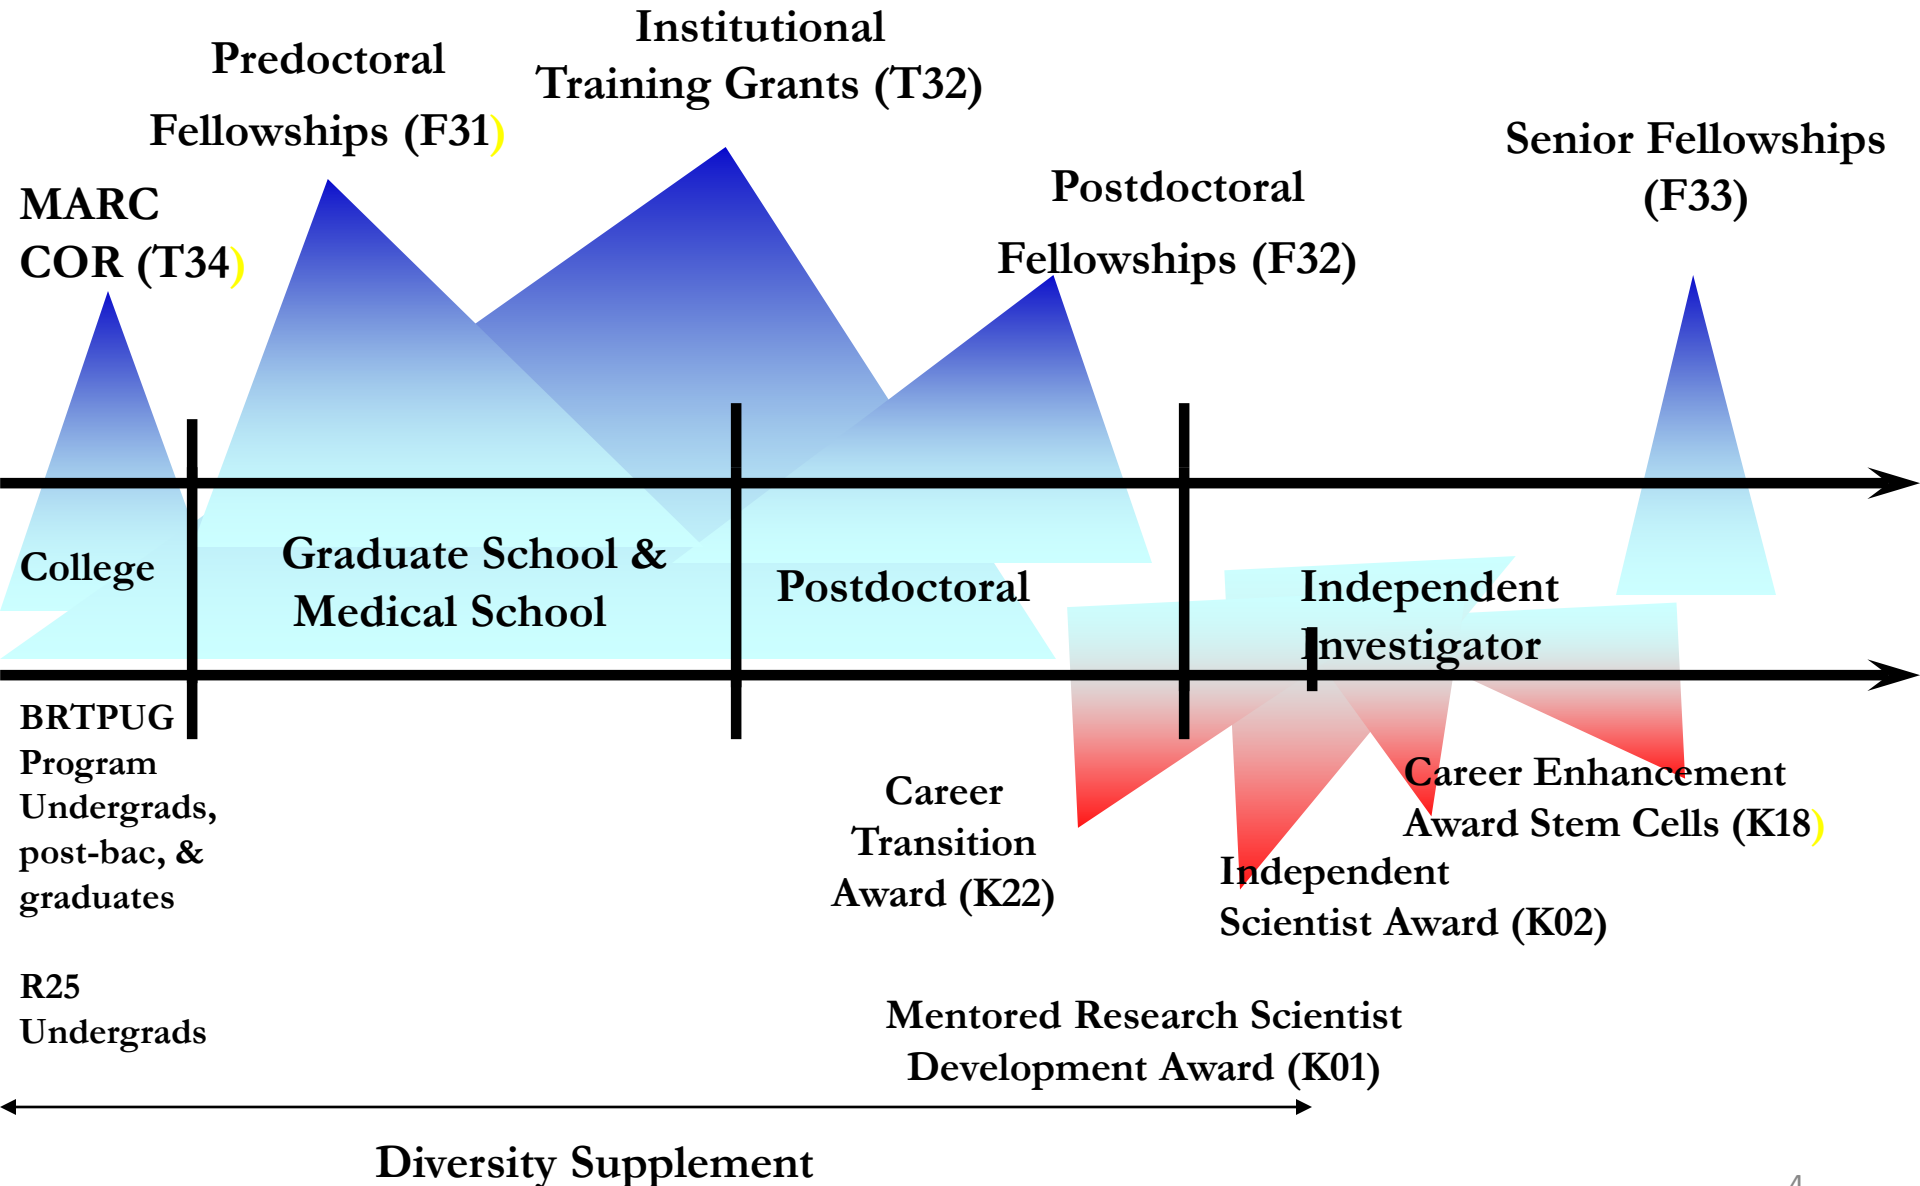 Institutional
Training Grants (T32)
Predoctoral
Fellowships (F31)
Senior Fellowships
(F33)
Postdoctoral
Fellowships (F32)
MARC
COR (T34)
College
Graduate School &
Medical School
Postdoctoral
Independent
Investigator
BRTPUG
Program
Undergrads,
post-bac, &
graduates
R25
Undergrads
Career
Transition
Award (K22)
Career Enhancement
Award Stem Cells (K18)
Independent
Scientist Award (K02)
Mentored Research Scientist
Development Award (K01)
Diversity Supplement
4